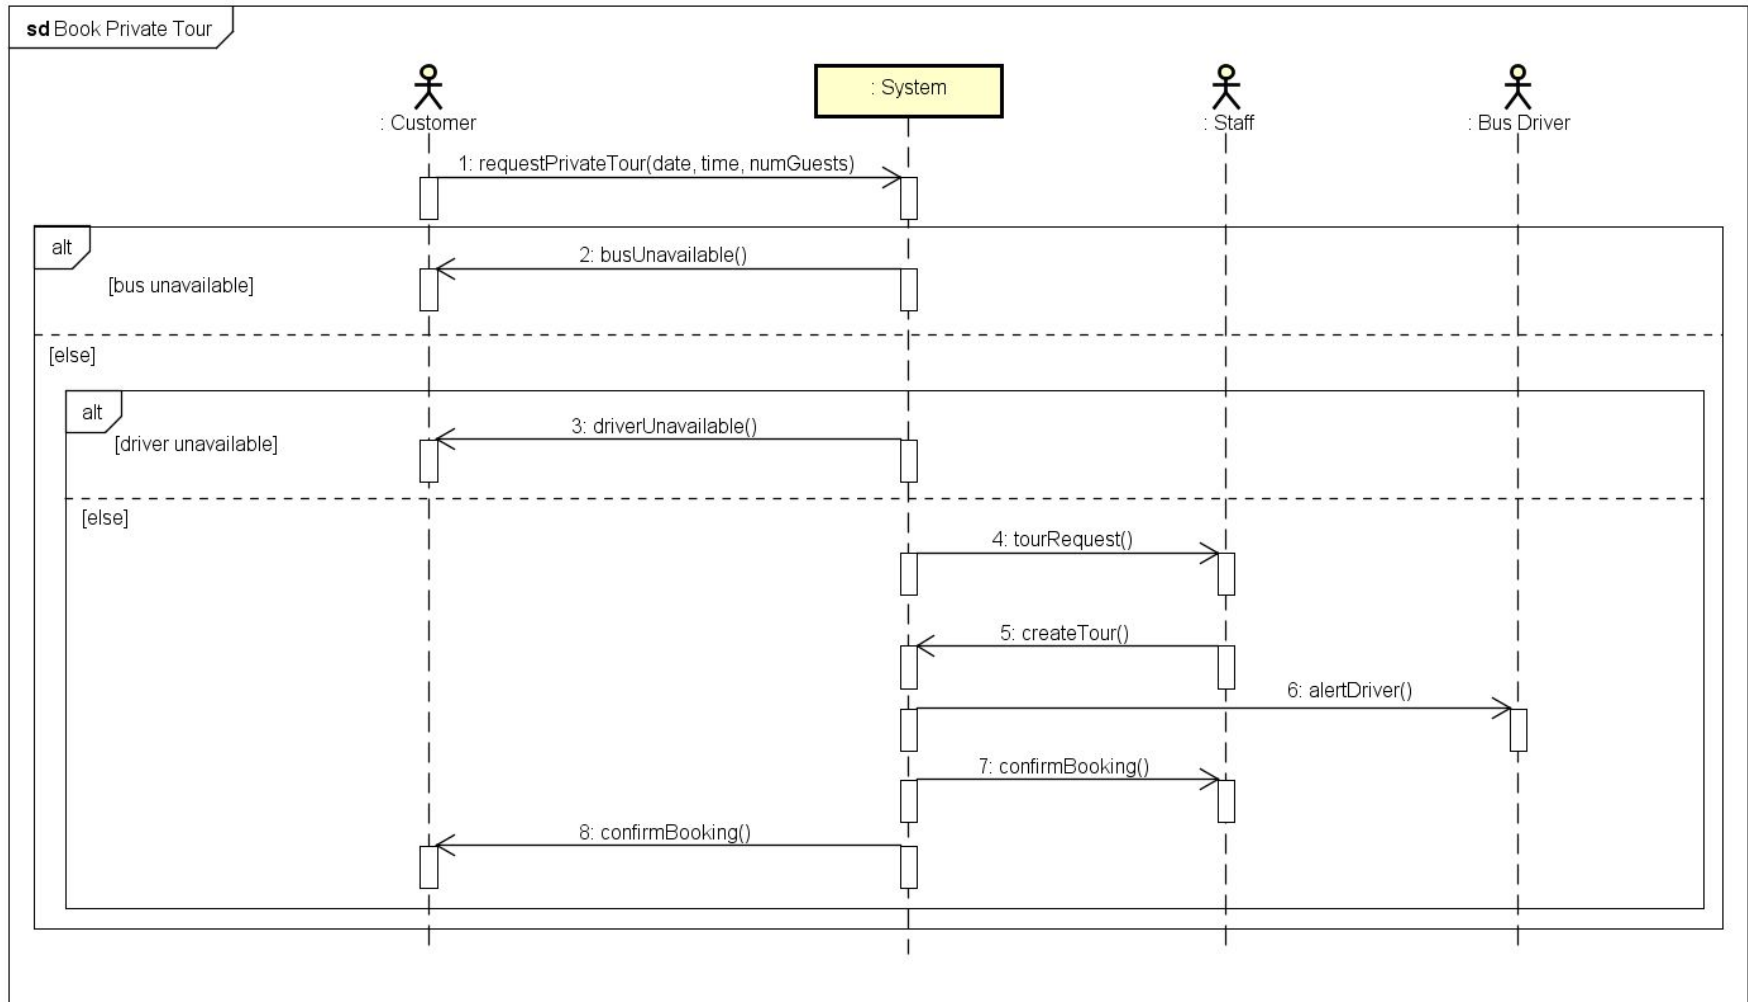 sd Book Private Tour
: Customer
: System
: Staff
: Bus Driver
1: requestPrivateTour(date, time, numGuests)
alt
2: busUnavailable()
[bus unavailable]
[else]
alt
3: driverUnavailable()
[driver unavailable]
[else]
4: tourRequest()
5: createTour()
6: alertDriver()
7: confirmBooking()
8: confirmBooking()